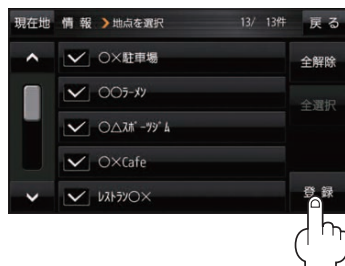 現在地 情 報 ❯地点を選択 13/ 13件 戻 る
○×駐車場
全解除
○○ﾗｰﾒﾝ
全選択
○△ｽﾎﾟｰﾂｼﾞﾑ
○×Cafe
ﾚｽﾄﾗﾝ○×
登 録